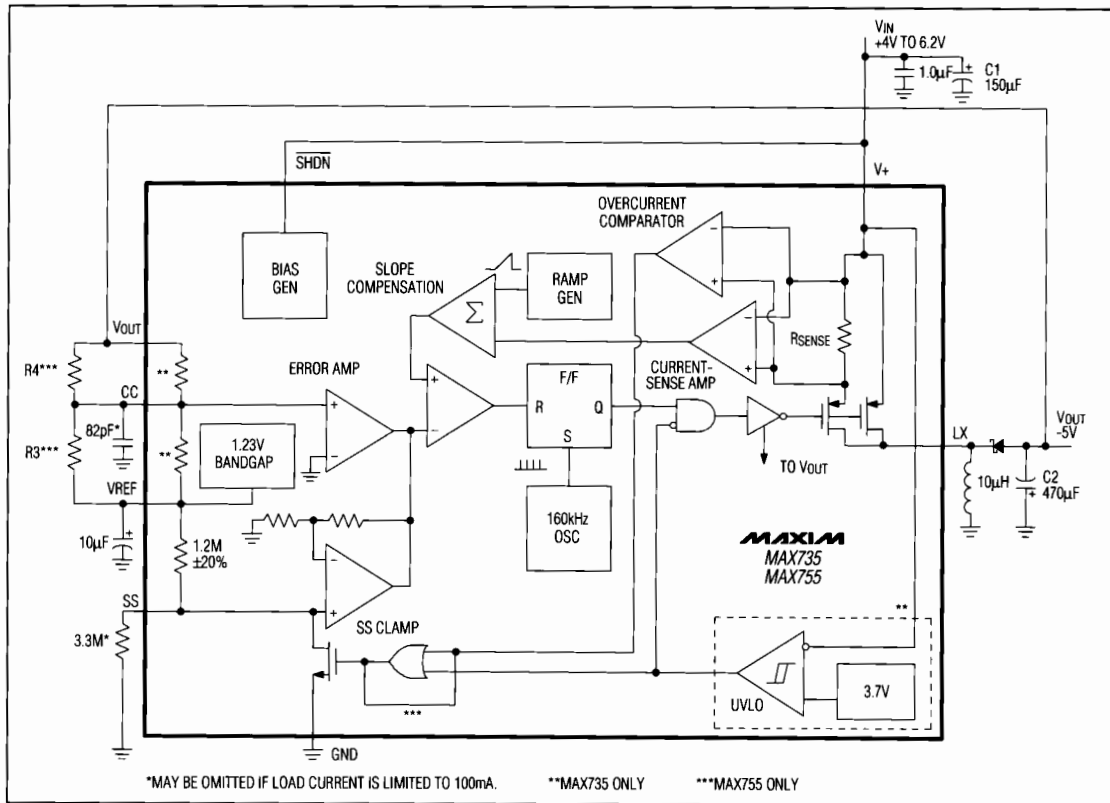 VIN
+4V TO 6.2V
1.0µF
+
C1
150µF
SHDN
V+
OVERCURRENT
COMPARATOR
BIAS
GEN
SLOPE
COMPENSATION
RAMP
GEN
Σ
−
+
−
+
RSENSE
VOUT
R4***
**
CC
ERROR AMP
CURRENT-
SENSE AMP
F/F
R
Q
S
+
−
+
−
82pF*
R3***
**
1.23V
BANDGAP
VREF
TO VOUT
LX
VOUT
-5V
10µH
C2
+
470µF
10µF
+
1.2M
±20%
160kHz
OSC
MAXIM
MAX735
MAX755
−
+
SS
3.3M*
SS CLAMP
**
3.7V
UVLO
***
GND
*MAY BE OMITTED IF LOAD CURRENT IS LIMITED TO 100mA.
**MAX735 ONLY
***MAX755 ONLY